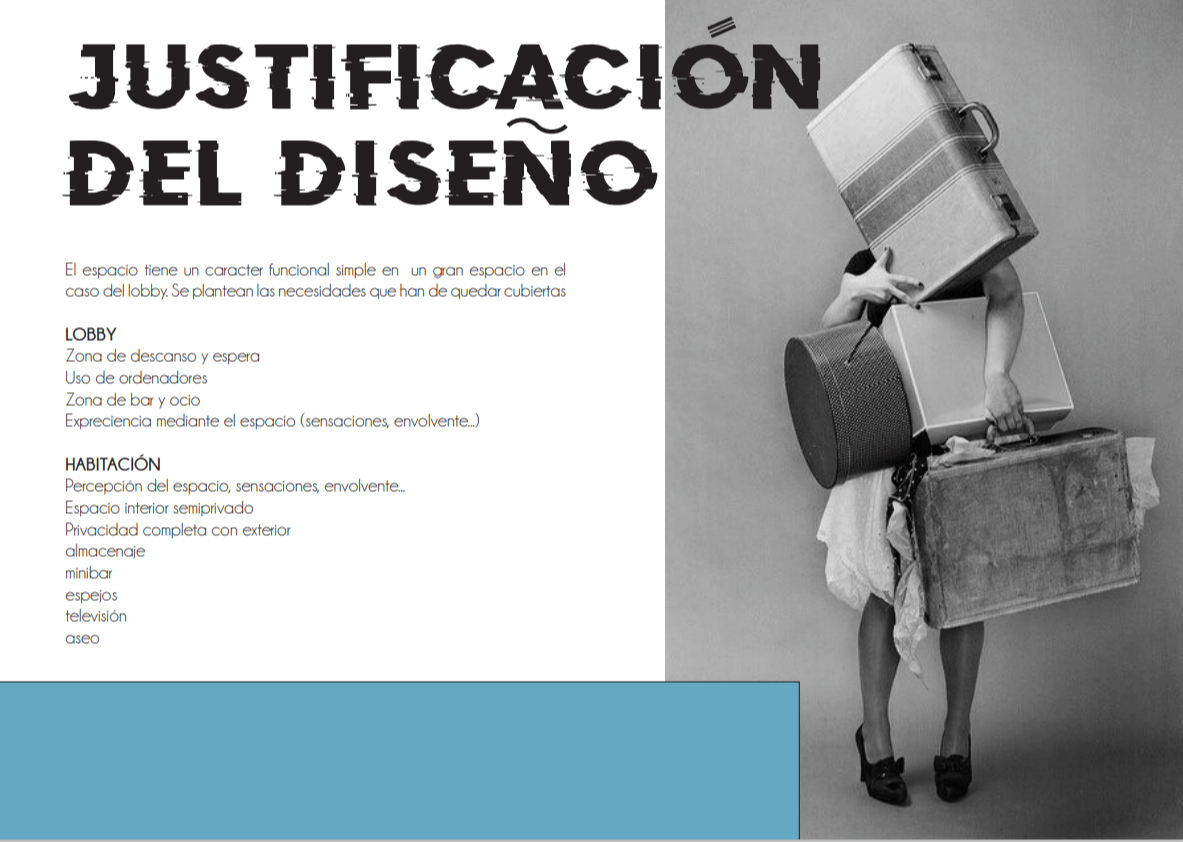 JUSTIFICACIÓN
DEL DISEÑO
El espacio tiene un caracter funcional simple en un gran espacio en el
caso del lobby. Se plantean las necesidades que han de quedar cubiertas
LOBBY
Zona de descanso y espera
Uso de ordenadores
Zona de bar y ocio
Expreciencia mediante el espacio (sensaciones, envolvente...)
HABITACIÓN
Percepción del espacio, sensaciones, envolvente...
Espacio interior semiprivado
Privacidad completa con exterior
almacenaje
minibar
espejos
televisión
aseo